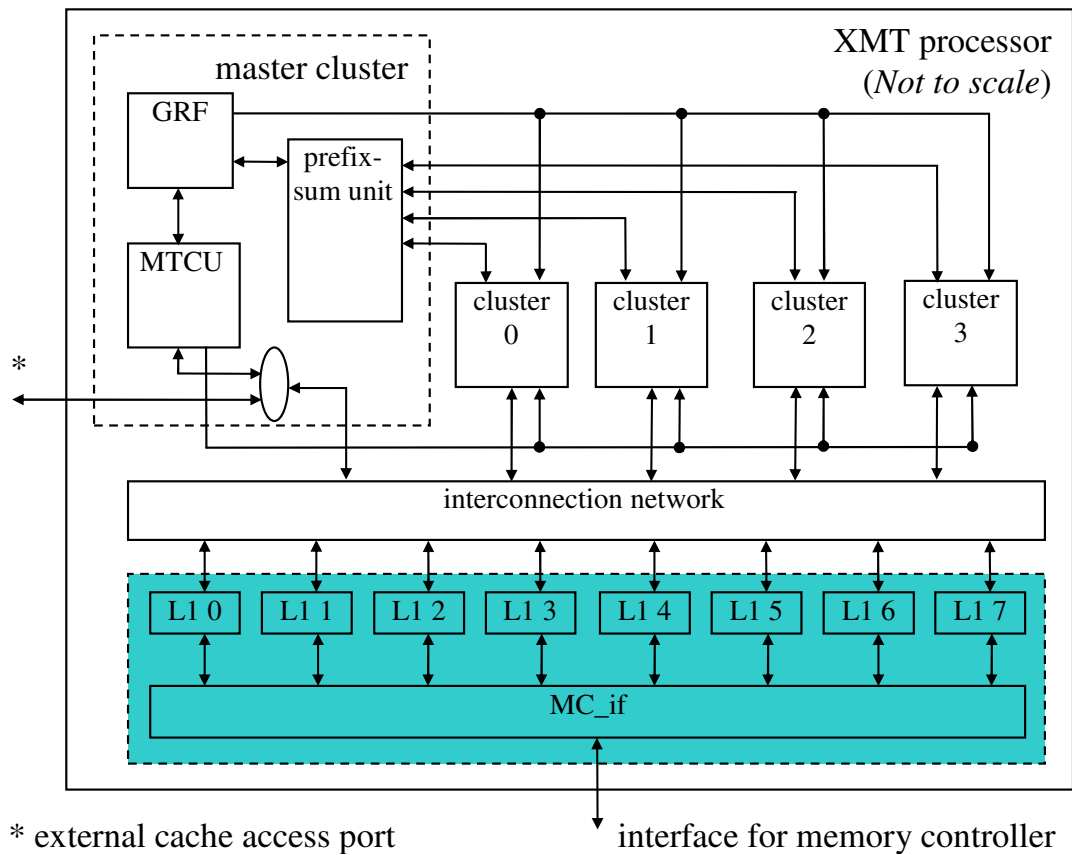 XMT processor
(Not to scale)
master cluster
GRF
prefix-
sum unit
MTCU
cluster
0
cluster
1
cluster
2
cluster
3
*
interconnection network
L1 0
L1 1
L1 2
L1 3
L1 4
L1 5
L1 6
L1 7
MC_if
* external cache access port
interface for memory controller